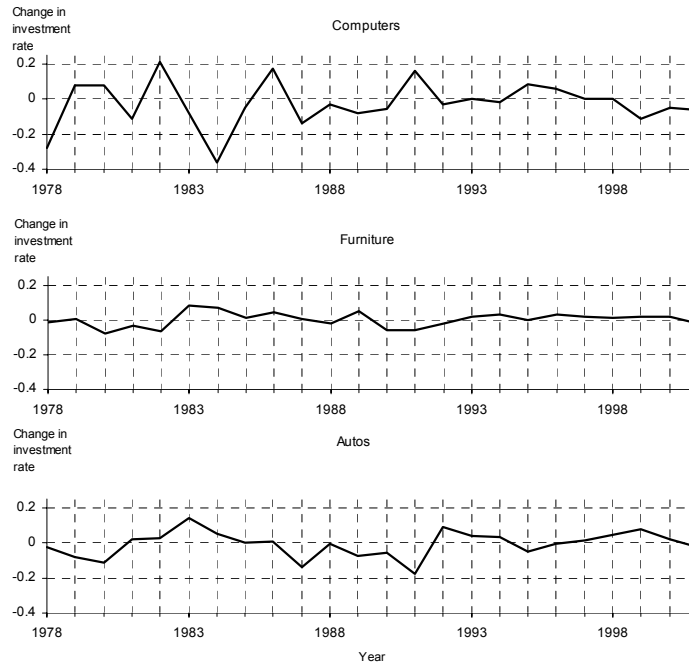 Change in
investment
rate
Computers
0.2
0
-0.2
-0.4
1978 1983 1988 1993 1998
Change in
investment
rate
Furniture
0.2
0
-0.2
-0.4
1978 1983 1988 1993 1998
Change in
investment
rate
Autos
0.2
0
-0.2
-0.4
1978 1983 1988 1993 1998
Year